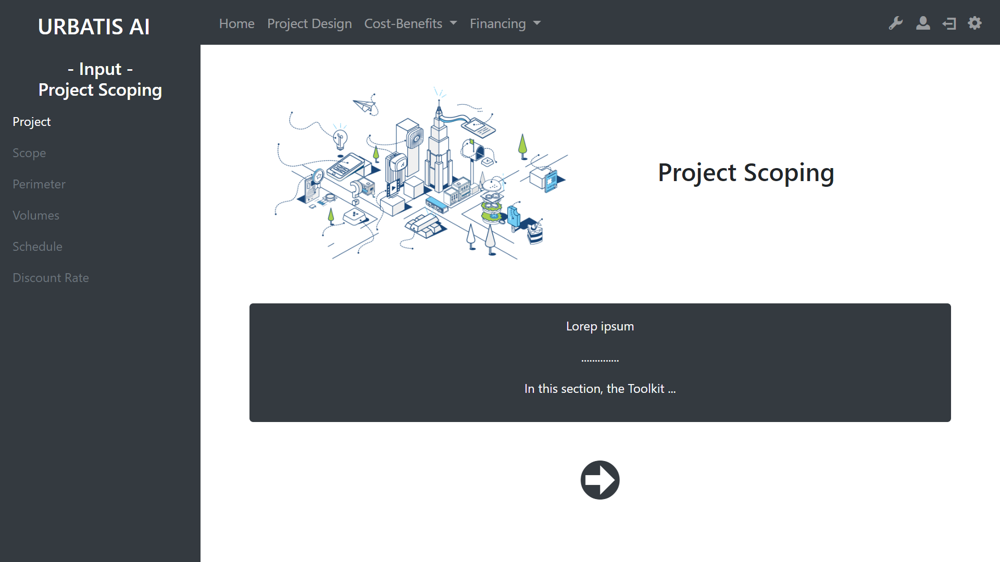 URBATIS AI
Home Project Design Cost-Benefits Financing
- Input -
Project Scoping
Project
Scope
Perimeter
Volumes
Schedule
Discount Rate
Project Scoping
Lorep ipsum
..............
In this section, the Toolkit ...